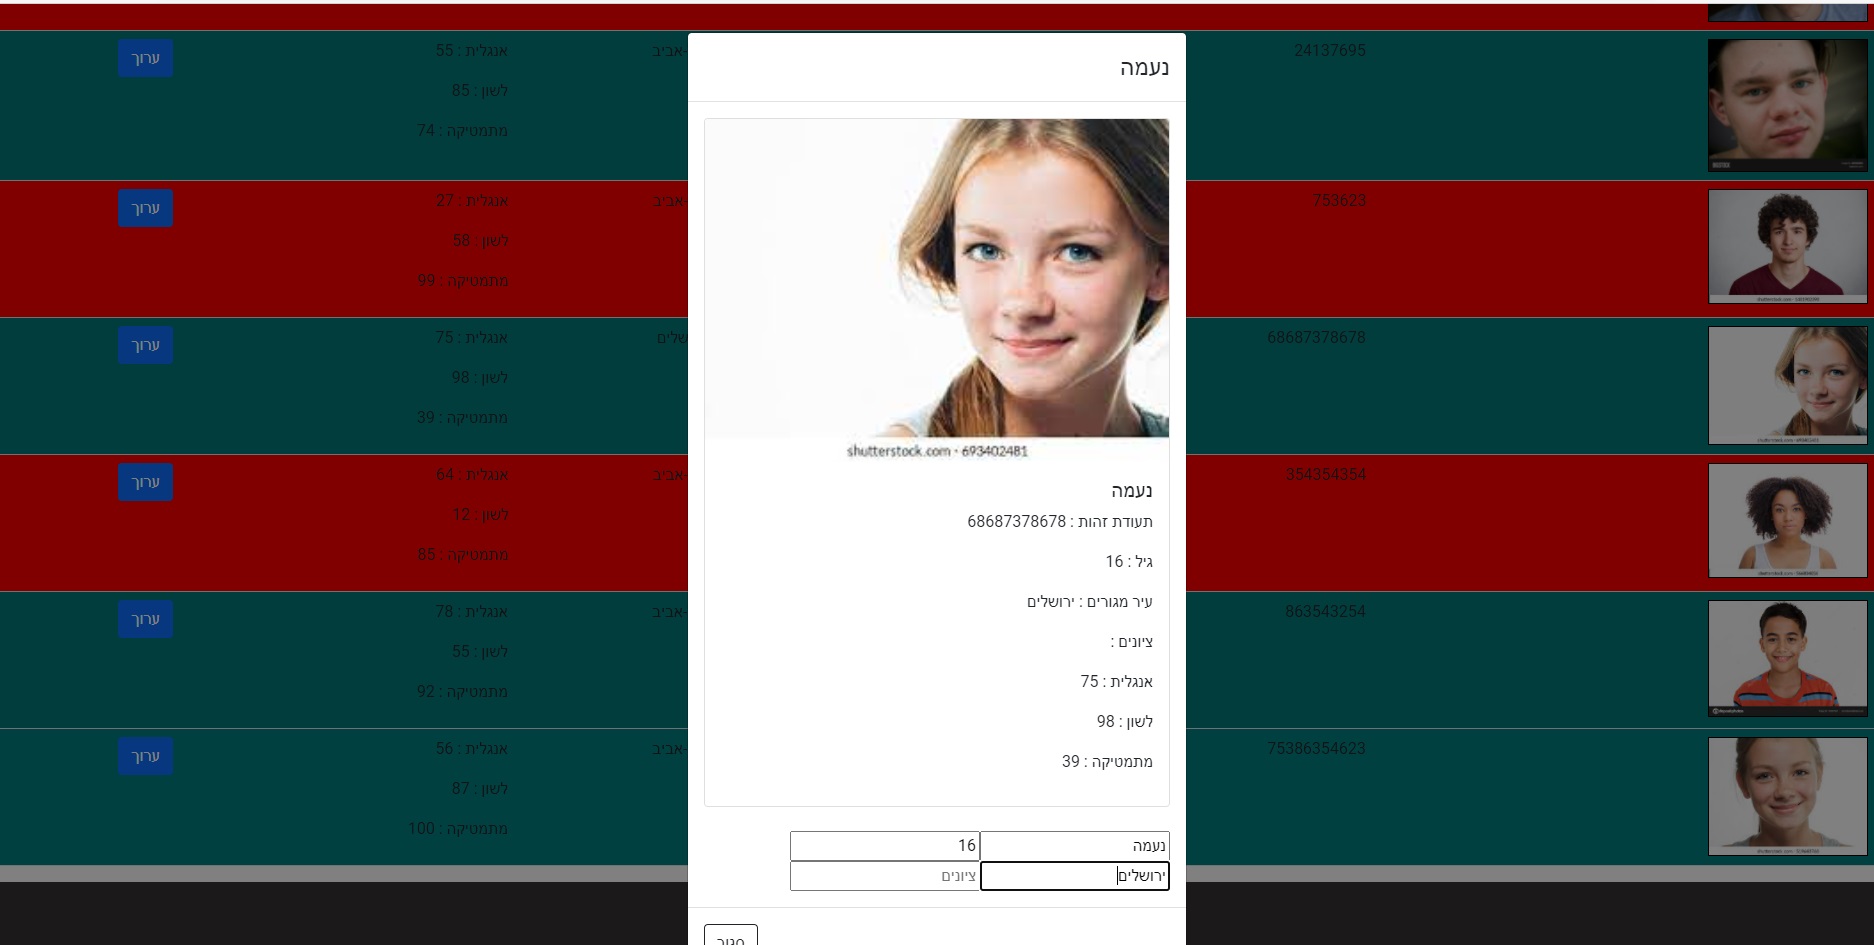 נעמה
shutterstock.com · 693402481
נעמה
תעודת זהות : 68687378678
גיל : 16
עיר מגורים : ירושלים
ציונים :
אנגלית : 75
לשון : 98
מתמטיקה : 39
נעמה 16
ירושלים ציונים
סגור
24137695 -אביב אנגלית : 55 ערוך
לשון : 85
מתמטיקה : 74
753623 -אביב אנגלית : 27 ערוך
לשון : 58
מתמטיקה : 99
68687378678 שלים אנגלית : 75 ערוך
לשון : 98
מתמטיקה : 39
354354354 -אביב אנגלית : 64 ערוך
לשון : 12
מתמטיקה : 85
863543254 -אביב אנגלית : 78 ערוך
לשון : 55
מתמטיקה : 92
75386354623 -אביב אנגלית : 56 ערוך
לשון : 87
מתמטיקה : 100